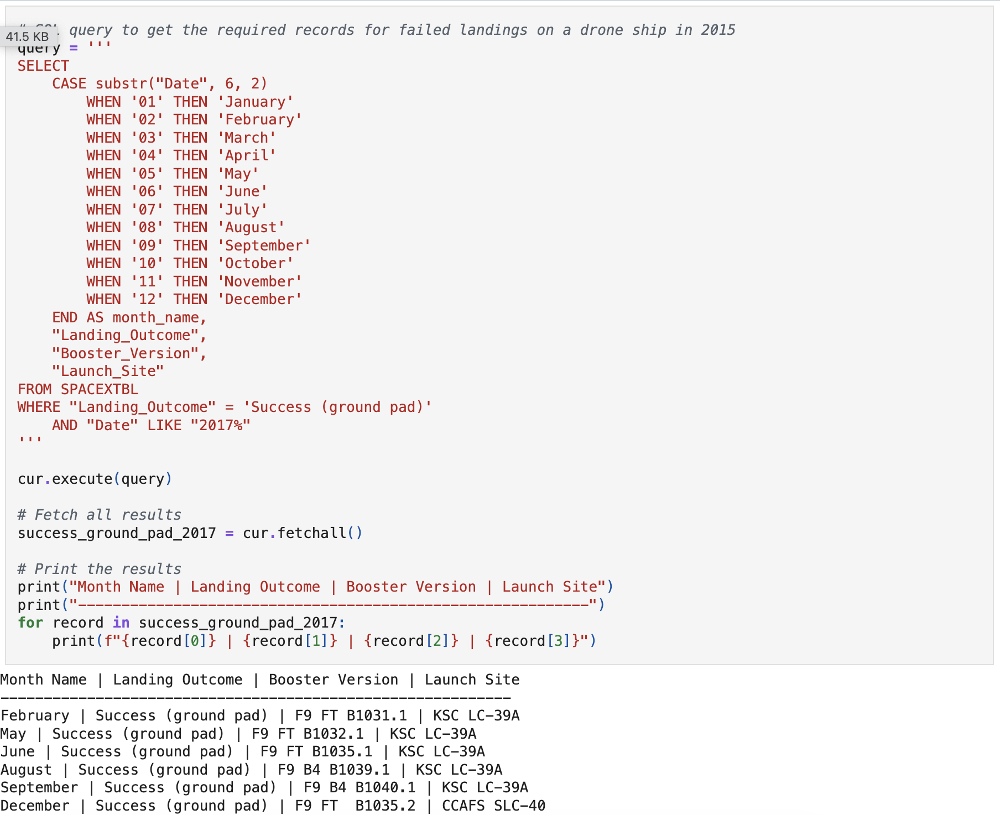 query to get the required records for failed landings on a drone ship in 2015
41.5 KB
query = '''
SELECT
    CASE substr("Date", 6, 2)
        WHEN '01' THEN 'January'
        WHEN '02' THEN 'February'
        WHEN '03' THEN 'March'
        WHEN '04' THEN 'April'
        WHEN '05' THEN 'May'
        WHEN '06' THEN 'June'
        WHEN '07' THEN 'July'
        WHEN '08' THEN 'August'
        WHEN '09' THEN 'September'
        WHEN '10' THEN 'October'
        WHEN '11' THEN 'November'
        WHEN '12' THEN 'December'
    END AS month_name,
    "Landing_Outcome",
    "Booster_Version",
    "Launch_Site"
FROM SPACEXTBL
WHERE "Landing_Outcome" = 'Success (ground pad)'
    AND "Date" LIKE "2017%"
'''
cur.execute(query)
# Fetch all results
success_ground_pad_2017 = cur.fetchall()
# Print the results
print("Month Name | Landing Outcome | Booster Version | Launch Site")
print("-----------------------------------------------------------")
for record in success_ground_pad_2017:
    print(f"{record[0]} | {record[1]} | {record[2]} | {record[3]}")
Month Name | Landing Outcome | Booster Version | Launch Site
-----------------------------------------------------------
February | Success (ground pad) | F9 FT B1031.1 | KSC LC-39A
May | Success (ground pad) | F9 FT B1032.1 | KSC LC-39A
June | Success (ground pad) | F9 FT B1035.1 | KSC LC-39A
August | Success (ground pad) | F9 B4 B1039.1 | KSC LC-39A
September | Success (ground pad) | F9 B4 B1040.1 | KSC LC-39A
December | Success (ground pad) | F9 FT  B1035.2 | CCAFS SLC-40